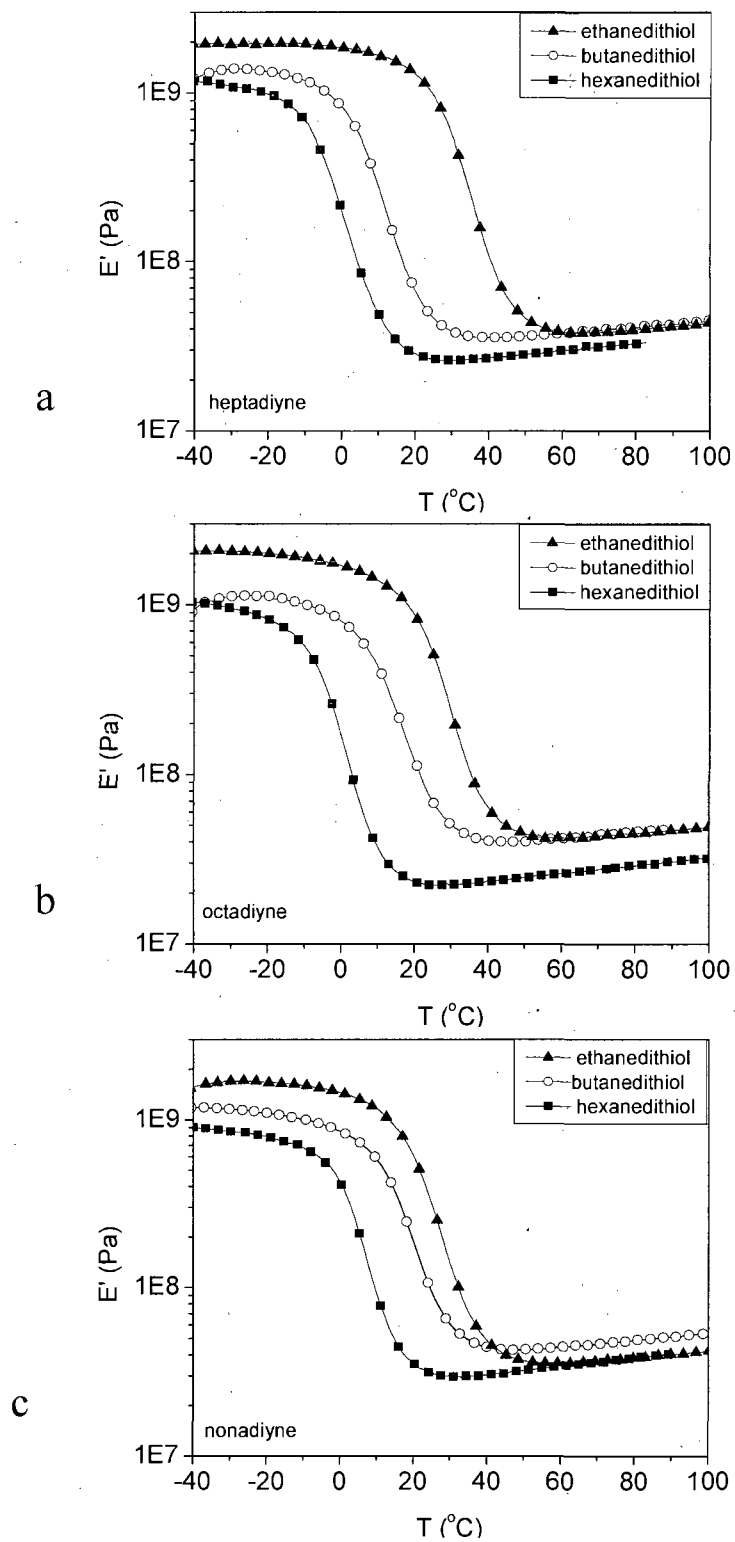 ethanedithiol
butanedithiol
hexanedithiol
1E9
1E8
1E7
E' (Pa)
a
heptadiyne
-40 -20 0 20 40 60 80 100
T (°C)
ethanedithiol
butanedithiol
hexanedithiol
1E9
1E8
1E7
E' (Pa)
b
octadiyne
-40 -20 0 20 40 60 80 100
T (°C)
ethanedithiol
butanedithiol
hexanedithiol
1E9
1E8
1E7
E' (Pa)
c
nonadiyne
-40 -20 0 20 40 60 80 100
T (°C)